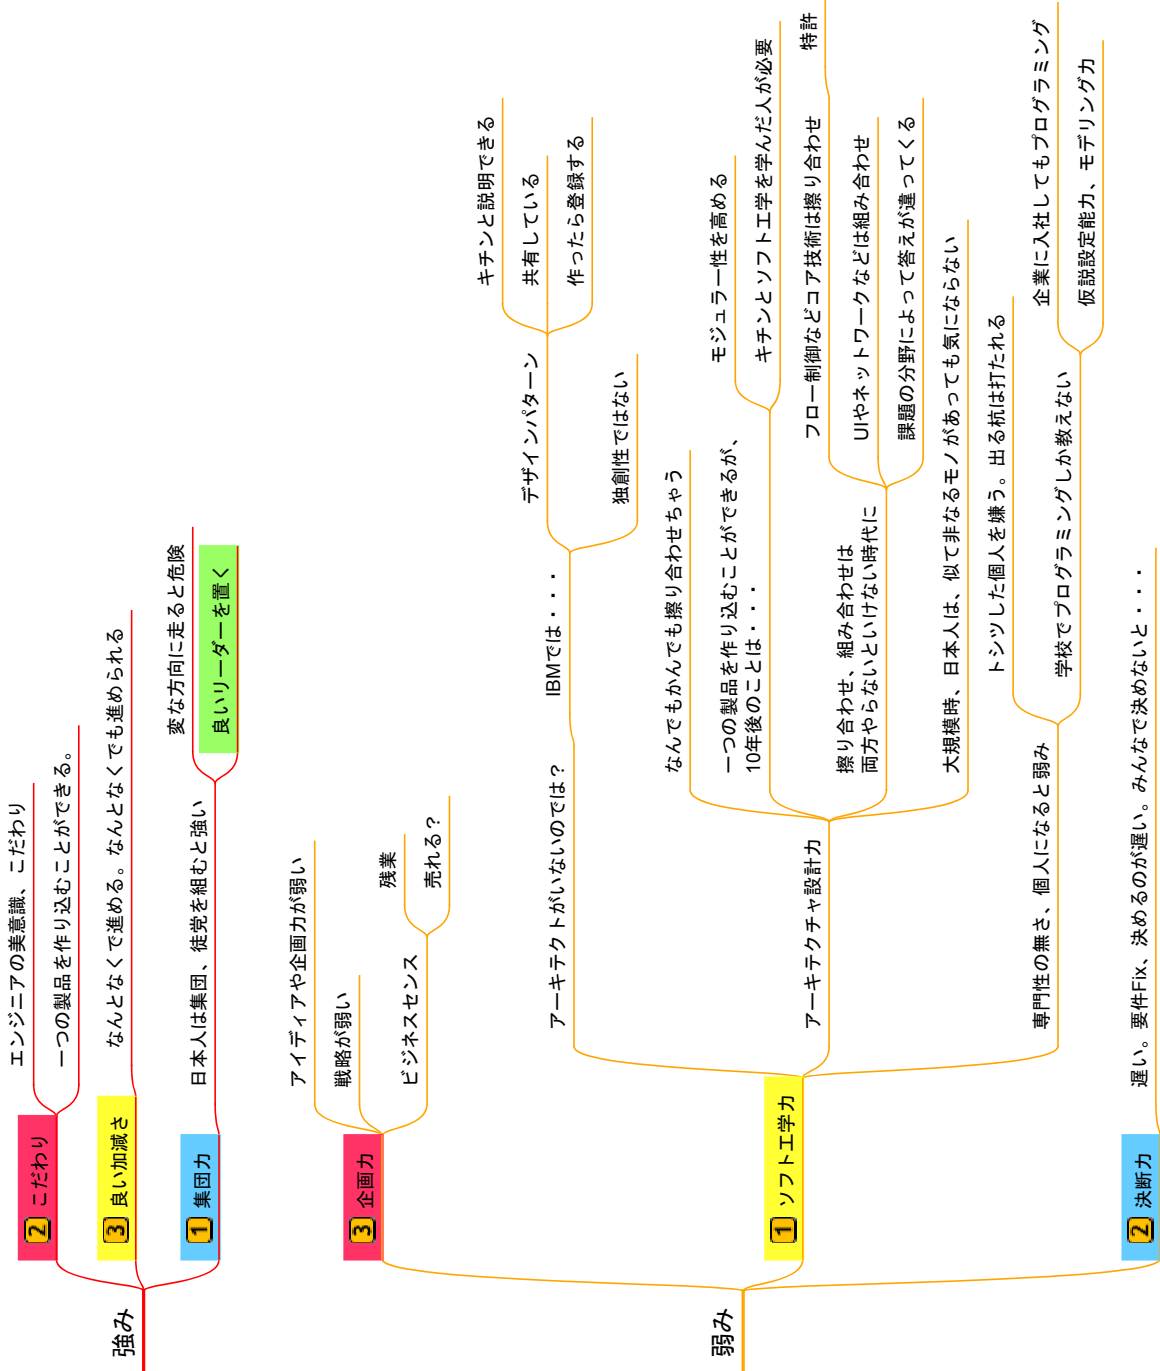 強み
2 こだわり
エンジニアの美意識、こだわり
一つの製品を作り込むことができる。
3 良い加減さ
なんとなくで進める。なんとなくでも進められる
1 集団力
日本人は集団、徒党を組むと強い
変な方向に走ると危険
良いリーダーを置く
弱み
3 企画力
アイディアや企画力が弱い
戦略が弱い
ビジネスセンス
残業
売れる？
1 ソフト工学力
アーキテクトがいないのでは？
IBMでは・・・
デザインパターン
キチンと説明できる
共有している
作ったら登録する
独創性ではない
アーキテクチャ設計力
なんでもかんでも擦り合わせちゃう
一つの製品を作り込むことができるが、
10年後のことは・・・
モジュラー性を高める
キチンとソフト工学を学んだ人が必要
擦り合わせ、組み合わせは
両方やらないといけない時代に
フロー制御などコア技術は擦り合わせ
特許
UIやネットワークなどは組み合わせ
課題の分野によって答えが違ってくる
大規模時、日本人は、似て非なるモノがあっても気にならない
専門性の無さ、個人になると弱み
トンツした個人を嫌う。出る杭は打たれる
学校でプログラミングしか教えない
企業に入社してもプログラミング
仮説設定能力、モデリング力
2 決断力
遅い。要件Fix、決めるのが遅い。みんなで決めないと・・・